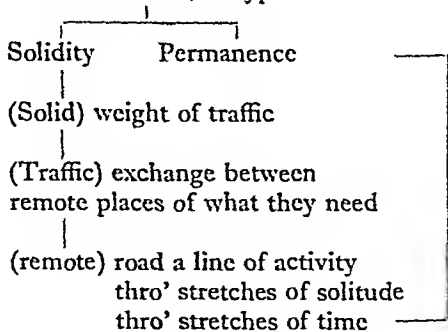 Solidity Permanence
(Solid) weight of traffic
(Traffic) exchange between
remote places of what they need
(remote) road a line of activity
thro' stretches of solitude
thro' stretches of time